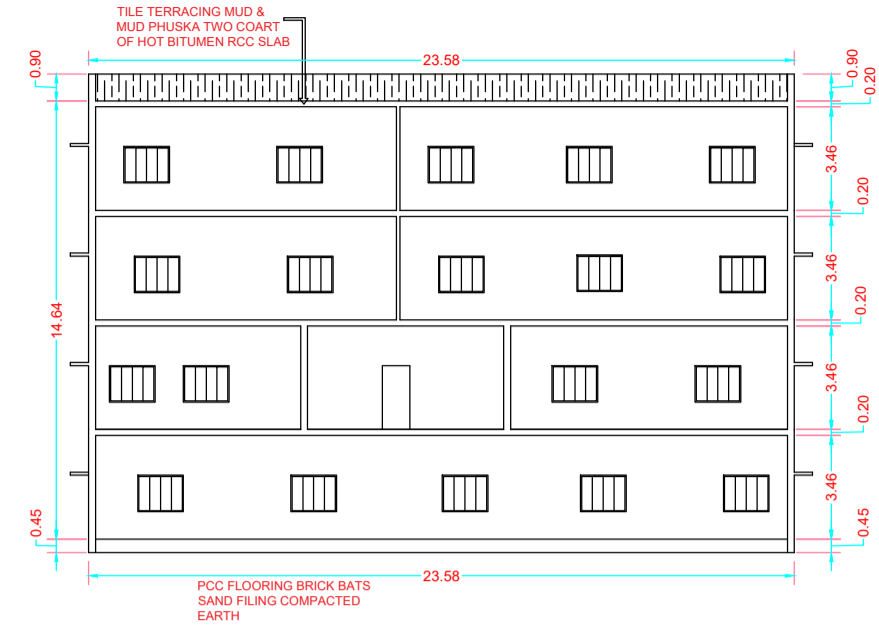 TILE TERRACING MUD &
MUD PHUSKA TWO COART
OF HOT BITUMEN RCC SLAB
23.58
0.90
0.90
0.20
3.46
0.20
3.46
0.20
14.64
3.46
0.20
3.46
0.45
0.45
23.58
PCC FLOORING BRICK BATS
SAND FILING COMPACTED
EARTH